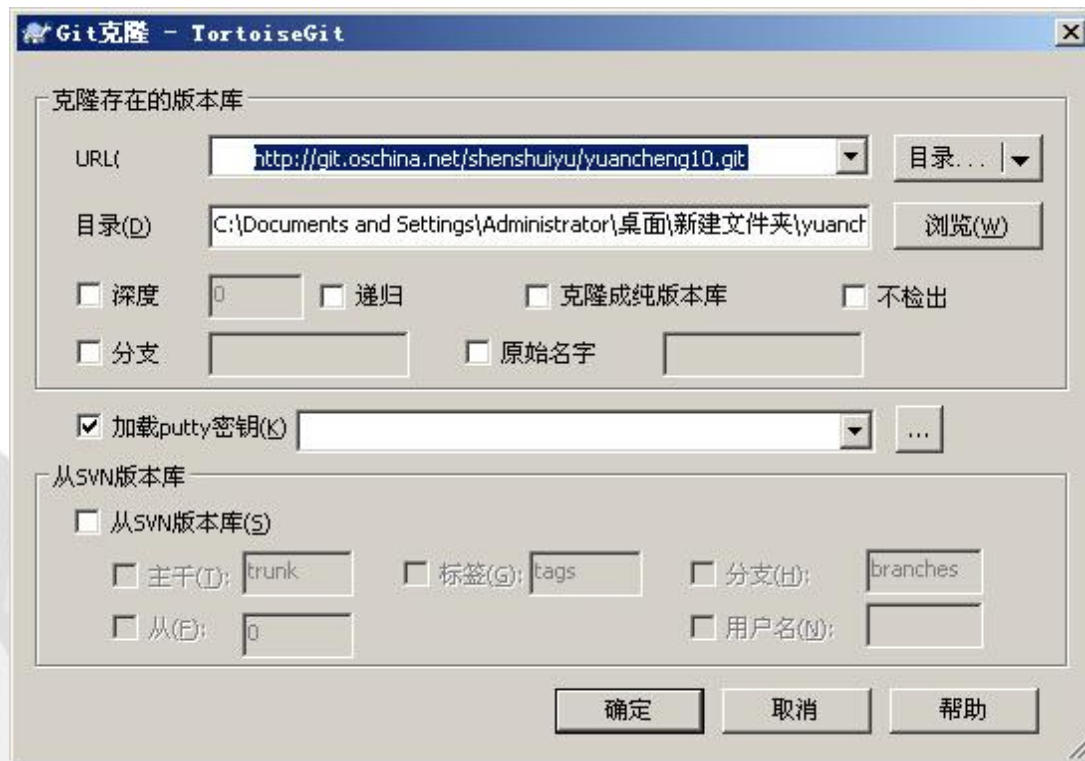 Git克隆 - TortoiseGit
克隆存在的版本库
URL( http://git.oschina.net/shenshuiyu/yuancheng10.git 目录...
目录(D) C:\Documents and Settings\Administrator\桌面\新建文件夹\yuanch 浏览(W)
深度 0 递归 克隆成纯版本库 不检出
分支 原始名字
加载putty密钥(K) ...
从SVN版本库
从SVN版本库(S)
主干(T): trunk 标签(G): tags 分支(H): branches
从(F): 0 用户名(N):
确定 取消 帮助